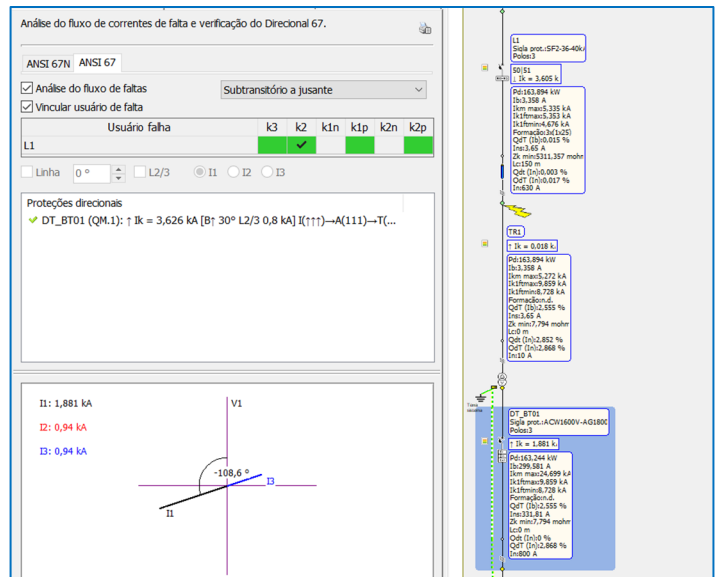 Análise do fluxo de correntes de falta e verificação do Direcional 67.
ANSI 67N ANSI 67
Análise do fluxo de faltas Subtransitório a jusante
Vincular usuário de falta
Usuário falha k3 k2 k1n k1p k2n k2p
L1
Linha 0 º L2/3 I1 I2 I3
Proteções direcionais
DT_BT01 (QM.1): ↑ Ik = 3,626 kA [B↑ 30° L2/3 0,8 kA] I(↑↑↑)→A(111)→T(...
I1: 1,881 kA
I2: 0,94 kA
I3: 0,94 kA
V1
-108,6 º
I3
I1
L1
Sigla prot.:SF2-36-40kA
Polos:3
50|51
↓ Ik = 3,605 k
Pd:163,894 kW
Ib:3,358 A
Ikm max:5,335 kA
Ik1ftmax:5,353 kA
Ik1ftmin:4,676 kA
Formação:3x(1x25)
QdT (Ib):0,015 %
Ins:3,65 A
Zk min:5311,357 mohm
Lc:150 m
Qdt (In):0,003 %
QdT (In):0,017 %
In:630 A
TR1
↑ Ik = 0,018 k.
Pd:163,894 kW
Ib:3,358 A
Ikm max:5,272 kA
Ik1ftmax:9,859 kA
Ik1ftmin:8,728 kA
Formação:n.d.
QdT (Ib):2,555 %
Ins:3,65 A
Zk min:7,794 mohm
Lc:0 m
Qdt (In):2,852 %
QdT (In):2,868 %
In:10 A
DT_BT01
Sigla prot.:ACW1600V-AG1800
Polos:3
↑ Ik = 1,881 k.
Pd:163,244 kW
Ib:299,581 A
Ikm max:24,699 kA
Ik1ftmax:9,859 kA
Ik1ftmin:8,728 kA
Formação:n.d.
QdT (Ib):2,555 %
Ins:331,81 A
Zk min:7,794 mohm
Lc:0 m
Qdt (In):0 %
QdT (In):2,868 %
In:800 A